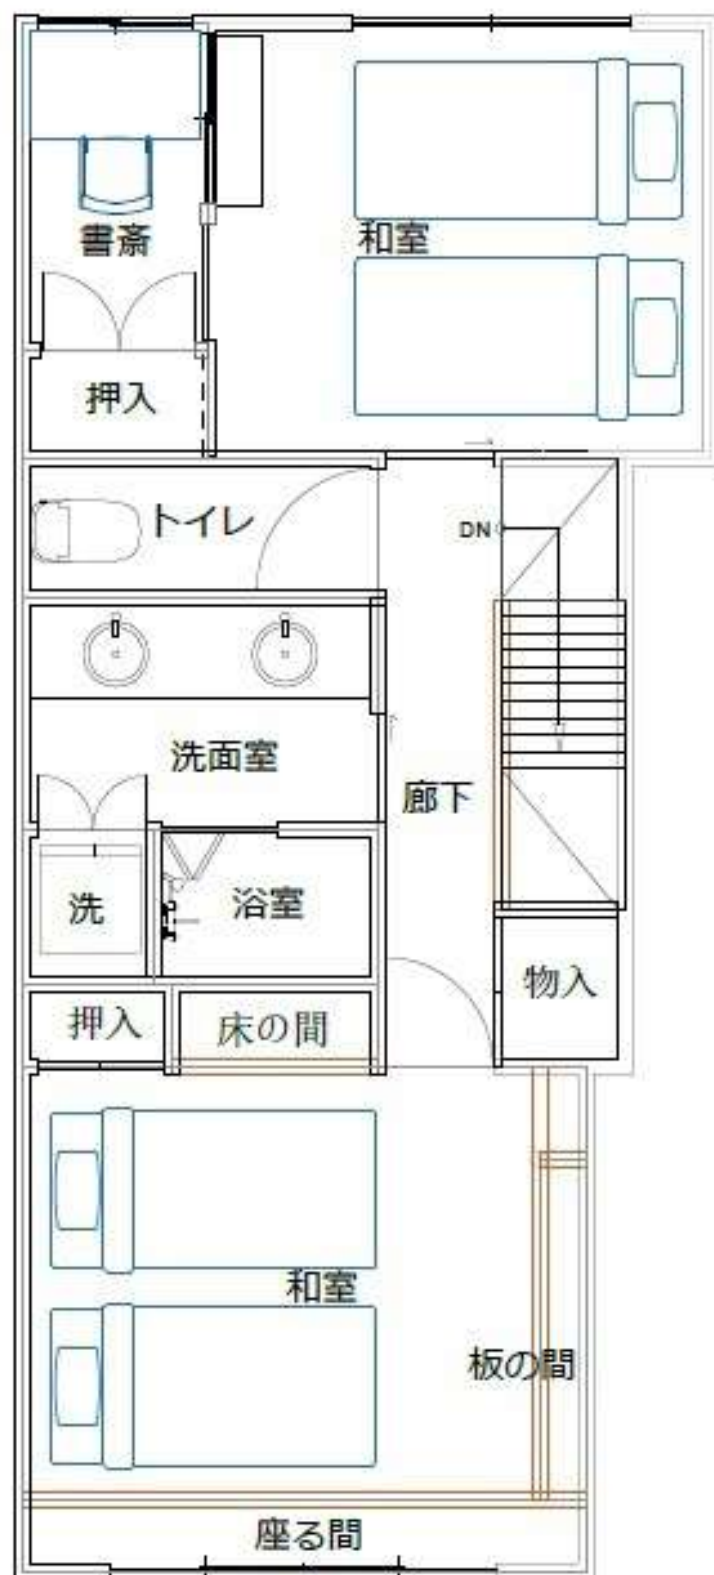 書斎
和室
押入
トイレ
DN
洗面室
廊下
洗
浴室
物入
押入
床の間
和室
板の間
座る間